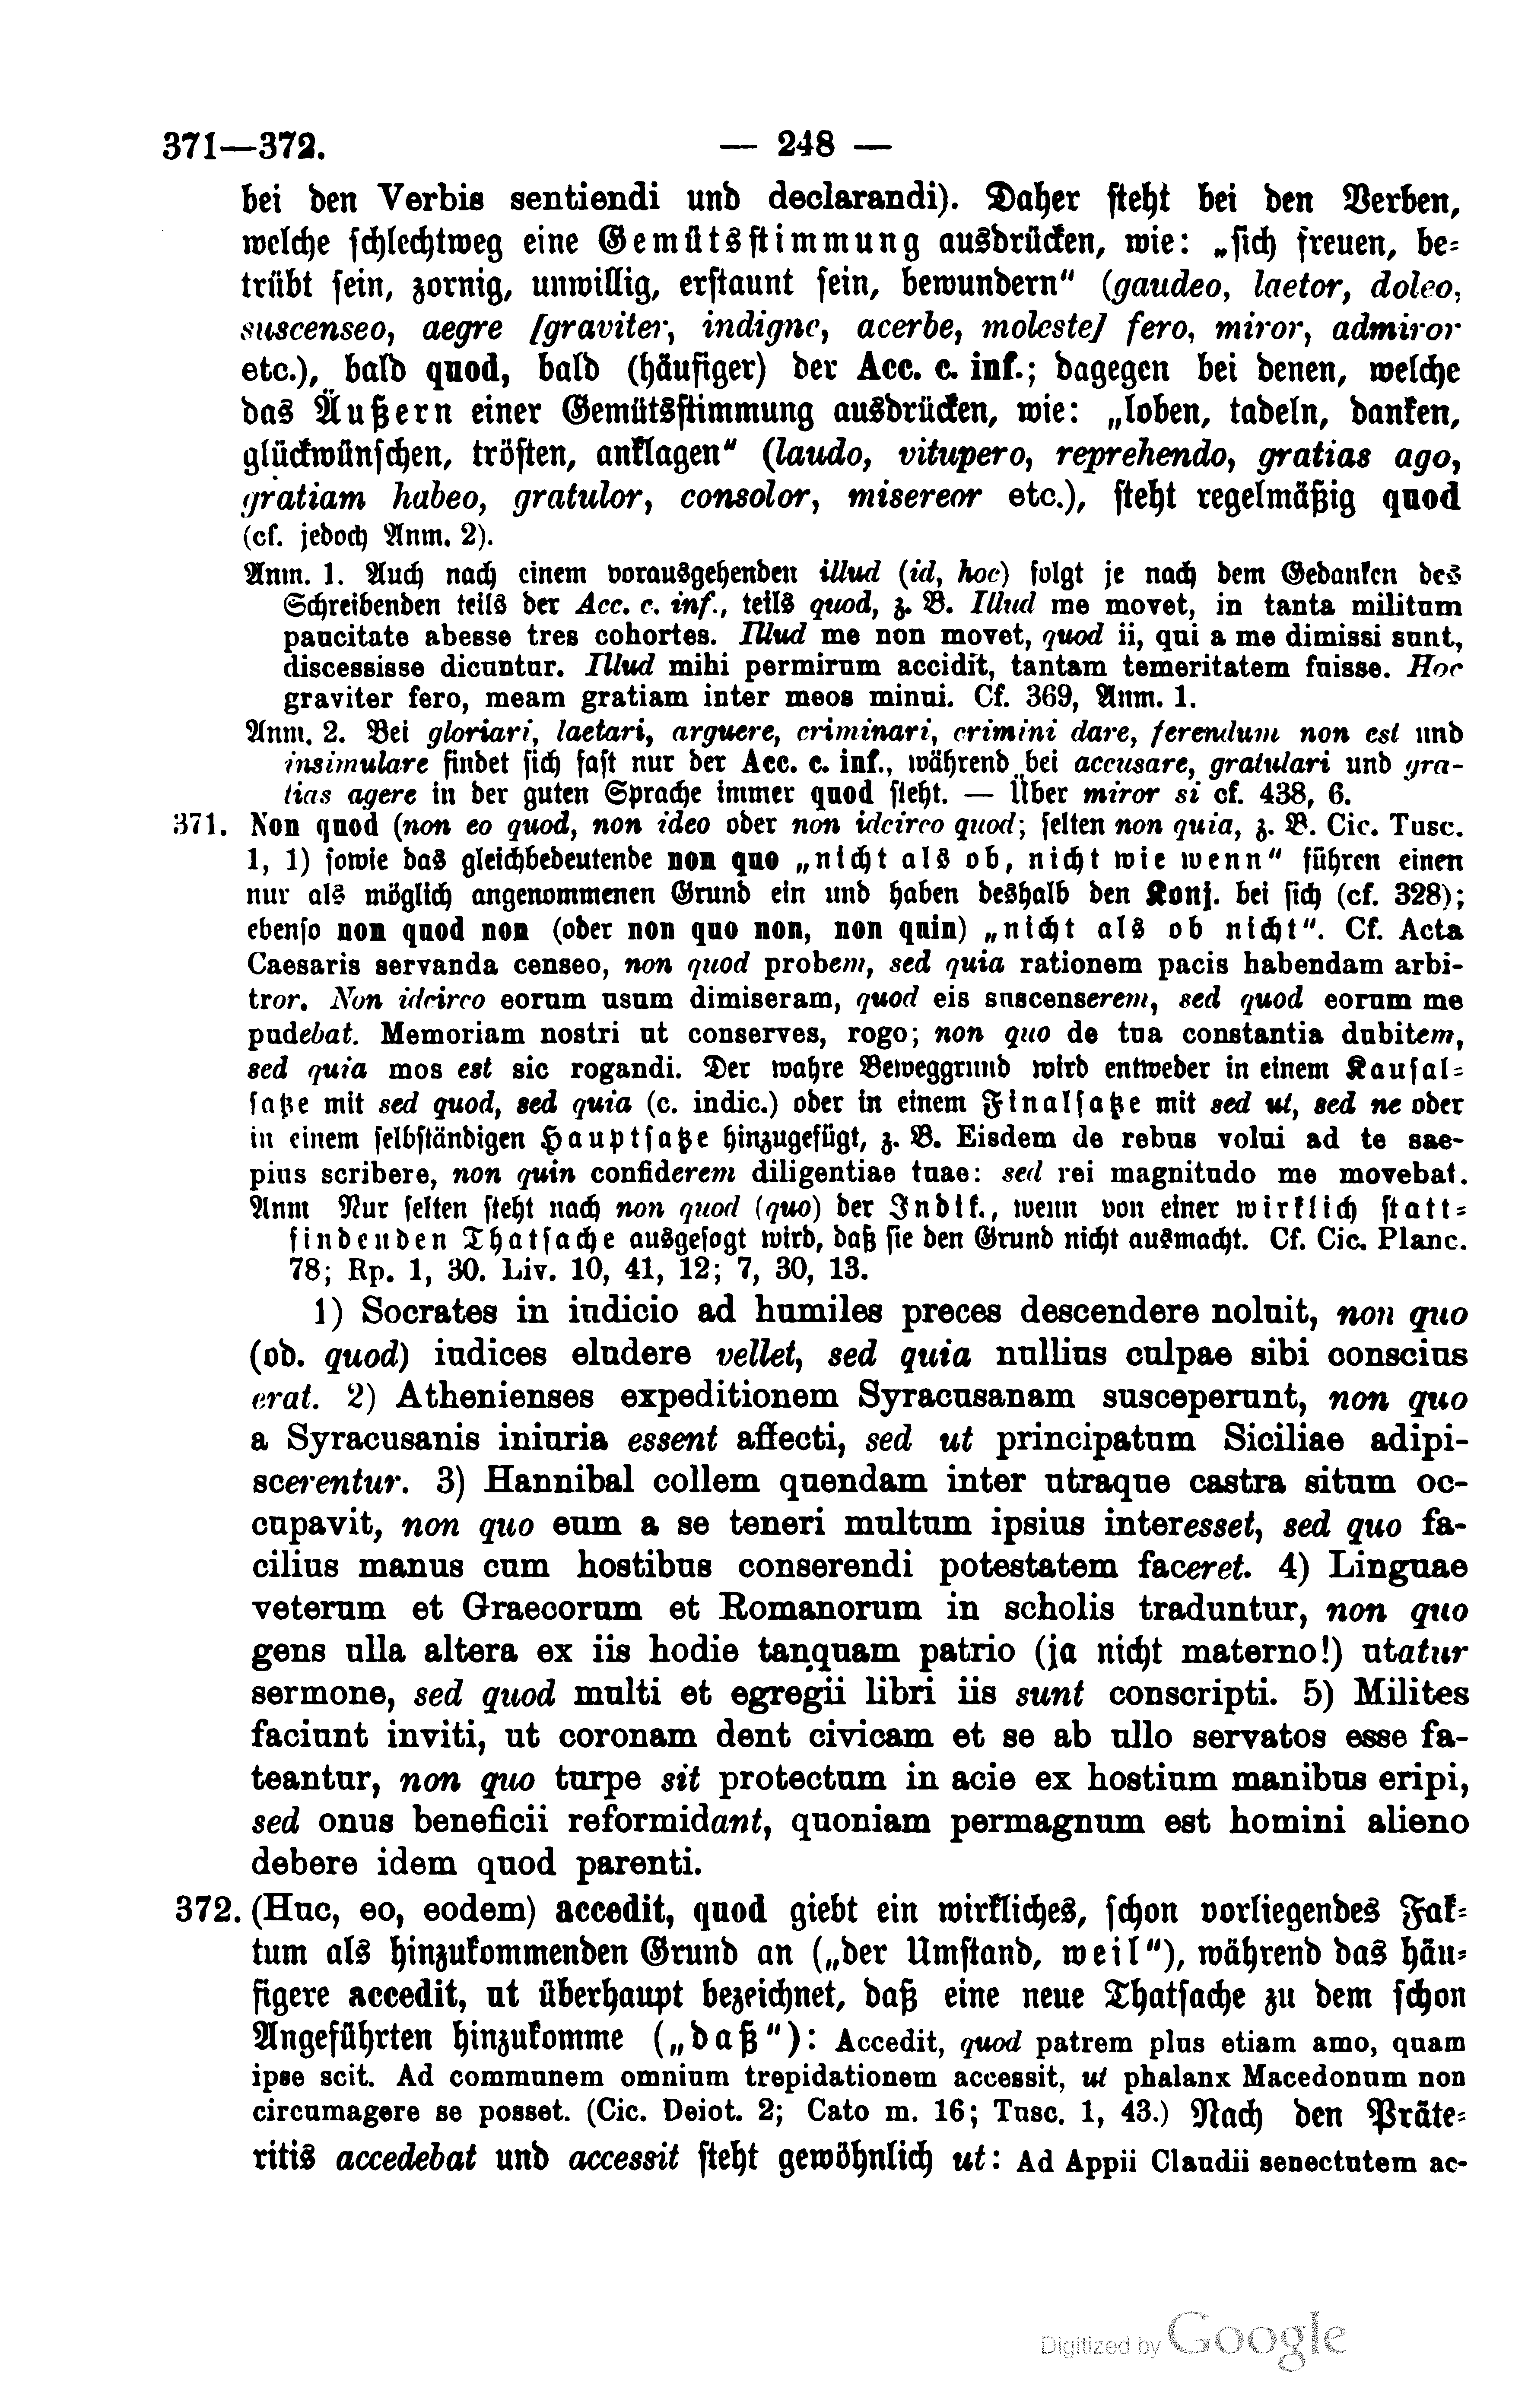 371—372. — 248 —
bei den Verbis sentiendi und declarandi). Daher steht bei den Verben,
welche schlechtweg eine Gemütsstimmung ausdrücken, wie: „sich freuen, be-
trübt sein, zornig, unwillig, erstaunt sein, bewundern“ (gaudeo, laetor, doleo,
suscenseo, aegre [graviter, indigne, acerbe, moleste] fero, miror, admiror
etc.), bald quod, bald (häufiger) der Acc. c. inf.; dagegen bei denen, welche
das Äußern einer Gemütsstimmung ausdrücken, wie: „loben, tadeln, danken,
glückwünschen, trösten, anklagen“ (laudo, vitupero, reprehendo, gratias ago,
gratiam habeo, gratulor, consolor, misereor etc.), steht regelmäßig quod
(cf. jedoch Anm. 2).
Anm. 1. Auch nach einem vorausgehenden illud (id, hoc) folgt je nach dem Gedanken des
Schreibenden teils der Acc. c. inf., teils quod, z. B. Illud me movet, in tanta militum
paucitate abesse tres cohortes. Illud me non movet, quod ii, qui a me dimissi sunt,
discessisse dicuntur. Illud mihi permirum accidit, tantam temeritatem fuisse. Hoc
graviter fero, meam gratiam inter meos minui. Cf. 369, Anm. 1.
Anm. 2. Bei gloriari, laetari, arguere, criminari, crimini dare, ferendum non est und
insimulare findet sich fast nur der Acc. c. inf., während bei accusare, gratulari und gra-
tias agere in der guten Sprache immer quod steht. — Über miror si cf. 438, 6.
371. Non quod (non eo quod, non ideo oder non idcirco quod; selten non quia, z. B. Cic. Tusc.
1, 1) sowie das gleichbedeutende non quo „nicht als ob, nicht wie wenn“ führen einen
nur als möglich angenommenen Grund ein und haben deshalb den Konj. bei sich (cf. 328);
ebenso non quod non (oder non quo non, non quin) „nicht als ob nicht“. Cf. Acta
Caesaris servanda censeo, non quod probem, sed quia rationem pacis habendam arbi-
tror. Non idcirco eorum usum dimiseram, quod eis suscenserem, sed quod eorum me
pudebat. Memoriam nostri ut conserves, rogo; non quo de tua constantia dubitem,
sed quia mos est sic rogandi. Der wahre Beweggrund wird entweder in einem Kausal-
satze mit sed quod, sed quia (c. indic.) oder in einem Finalsatze mit sed ut, sed ne oder
in einem selbständigen Hauptsatze hinzugefügt, z. B. Eisdem de rebus volui ad te sae-
pius scribere, non quin confiderem diligentiae tuae: sed rei magnitudo me movebat.
Anm Nur selten steht nach non quod (quo) der Indik., wenn von einer wirklich statt-
findenden Thatsache ausgesagt wird, daß sie den Grund nicht ausmacht. Cf. Cic. Planc.
78; Rp. 1, 30. Liv. 10, 41, 12; 7, 30, 13.
1) Socrates in iudicio ad humiles preces descendere noluit, non quo
(ob. quod) iudices eludere vellet, sed quia nullius culpae sibi conscius
erat. 2) Athenienses expeditionem Syracusanam susceperunt, non quo
a Syracusanis iniuria essent affecti, sed ut principatum Siciliae adipi-
scerentur. 3) Hannibal collem quendam inter utraque castra situm oc-
cupavit, non quo eum a se teneri multum ipsius interesset, sed quo fa-
cilius manus cum hostibus conserendi potestatem faceret. 4) Linguae
veterum et Graecorum et Romanorum in scholis traduntur, non quo
gens ulla altera ex iis hodie tanquam patrio (ja nicht materno!) utatur
sermone, sed quod multi et egregii libri iis sunt conscripti. 5) Milites
faciunt inviti, ut coronam dent civicam et se ab ullo servatos esse fa-
teantur, non quo turpe sit protectum in acie ex hostium manibus eripi,
sed onus beneficii reformidant, quoniam permagnum est homini alieno
debere idem quod parenti.
372. (Huc, eo, eodem) accedit, quod giebt ein wirkliches, schon vorliegendes Fak-
tum als hinzukommenden Grund an („der Umstand, weil“), während das häu-
figere accedit, ut überhaupt bezeichnet, daß eine neue Thatsache zu dem schon
Angeführten hinzukomme („daß“): Accedit, quod patrem plus etiam amo, quam
ipse scit. Ad communem omnium trepidationem accessit, ut phalanx Macedonum non
circumagere se posset. (Cic. Deiot. 2; Cato m. 16; Tusc. 1, 43.) Nach den Präte-
ritis accedebat und accessit steht gewöhnlich ut: Ad Appii Claudii senectutem ac-
Digitized by Google